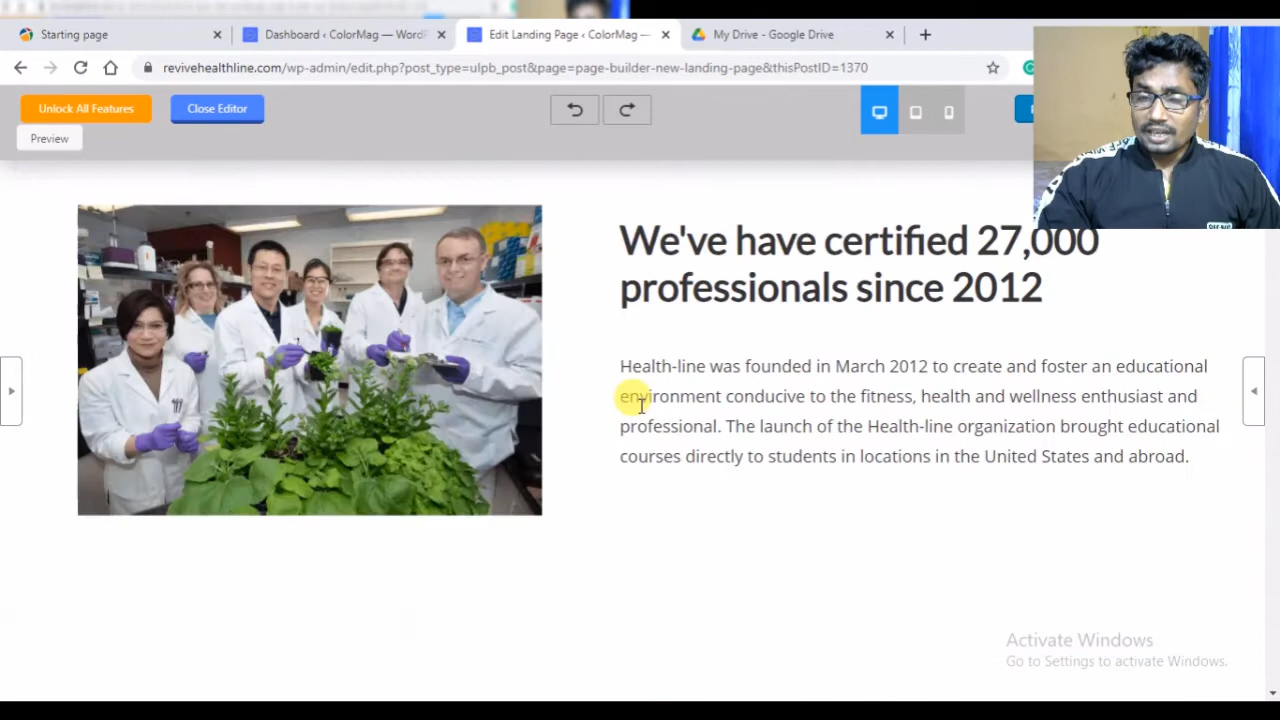 Starting page
Dashboard ‹ ColorMag — WordP
Edit Landing Page ‹ ColorMag —
My Drive - Google Drive
revivehealthline.com/wp-admin/edit.php?post_type=ulpb_post&page=page-builder-new-landing-page&thisPostID=1370
Unlock All Features
Close Editor
Preview
We've have certified 27,000
professionals since 2012
Health-line was founded in March 2012 to create and foster an educational
environment conducive to the fitness, health and wellness enthusiast and
professional. The launch of the Health-line organization brought educational
courses directly to students in locations in the United States and abroad.
Activate Windows
Go to Settings to activate Windows.